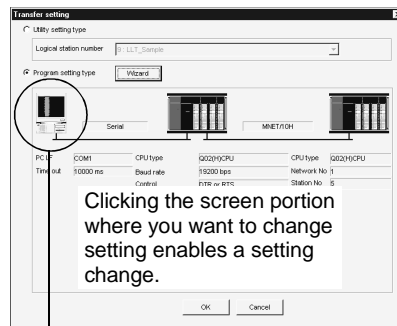 Transfer setting
Utility setting type
Logical station number 9 : LLT_Sample
Program setting type Wizard
Serial MNET/10H
PC I/F COM1 CPU type Q02(H)CPU CPU type Q02(H)CPU
Time out 10000 ms Baud rate 19200 bps Network No 1
Control DTR or RTS Station No 5
Clicking the screen portion
where you want to change
setting enables a setting
change.
OK Cancel